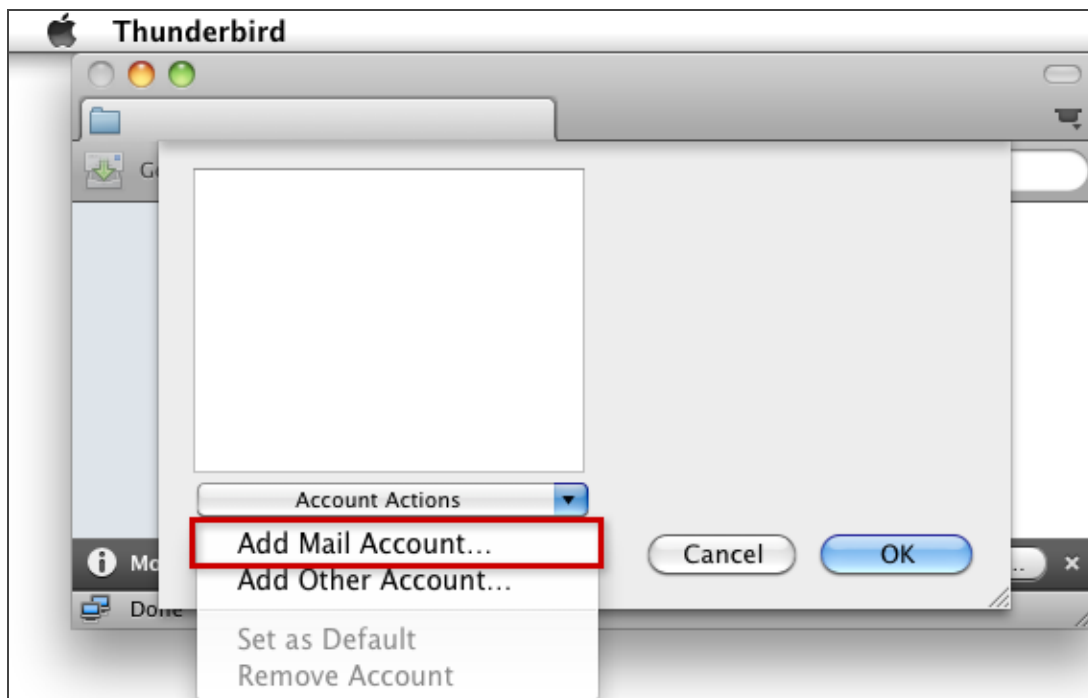 Thunderbird
Account Actions
Add Mail Account...
Add Other Account...
Set as Default
Remove Account
Cancel
OK
Done